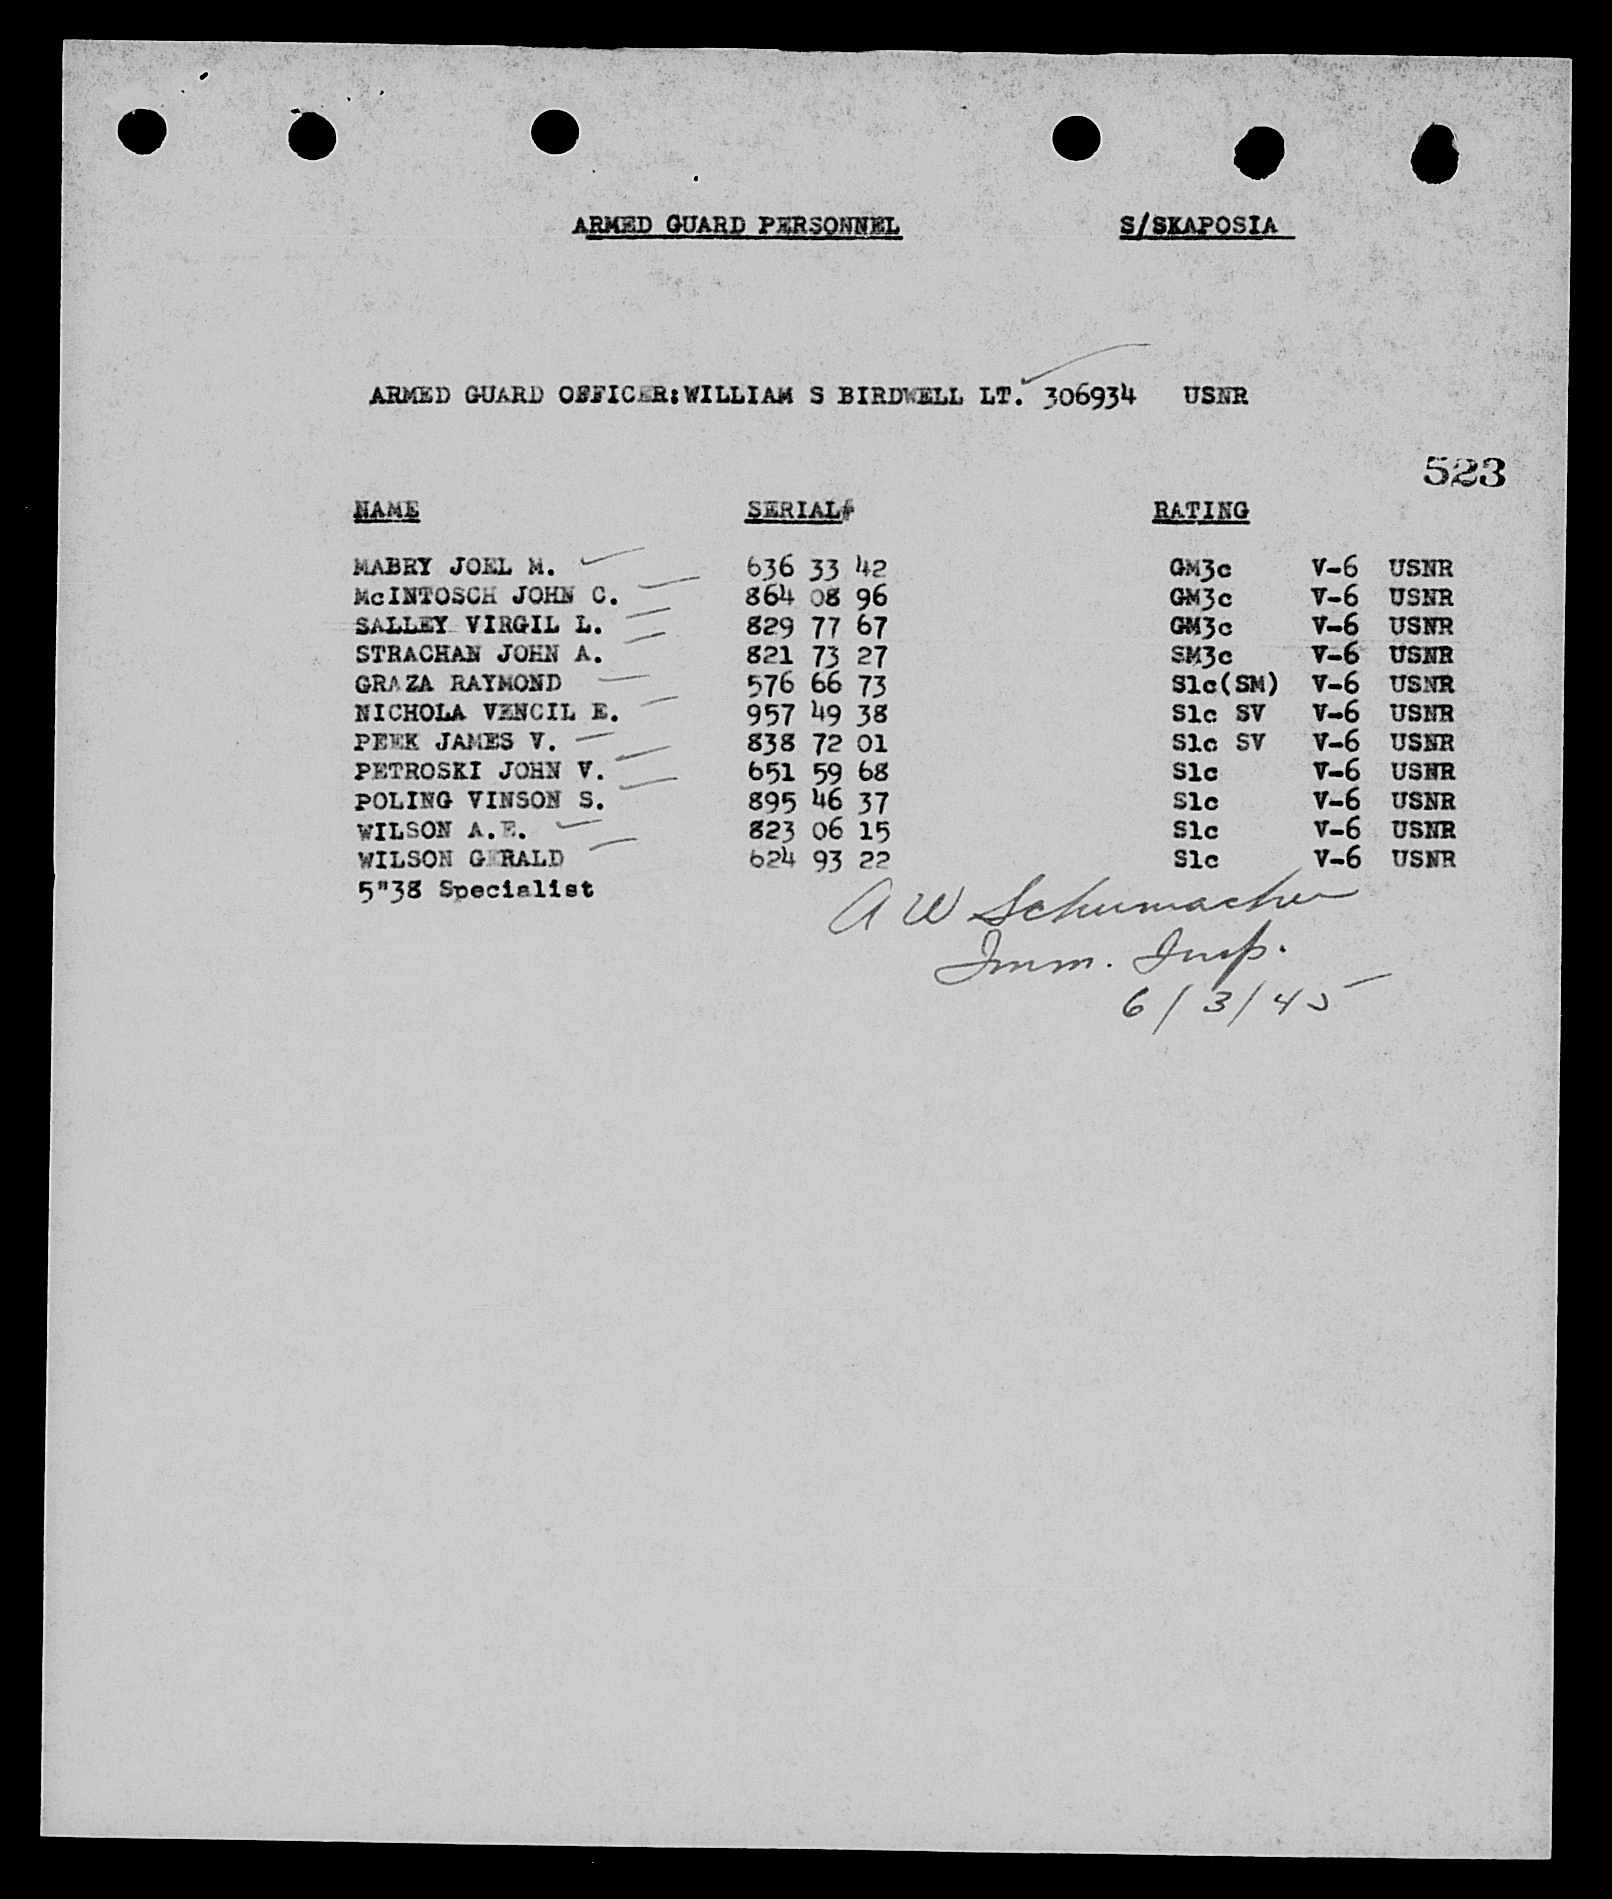 ARMED GUARD PERSONNEL S/SKAPOSIA
ARMED GUARD OFFICER:WILLIAM S BIRDWELL LT. 306934 USNR
523
NAME SERIAL# RATING
MABRY JOEL M. 636 33 42 GM3c V-6 USNR
McINTOSCH JOHN C. 864 08 96 GM3c V-6 USNR
SALLEY VIRGIL L. 829 77 67 GM3c V-6 USNR
STRACHAN JOHN A. 821 73 27 SM3c V-6 USNR
GRAZA RAYMOND 576 66 73 S1c(SM) V-6 USNR
NICHOLA VENCIL E. 957 49 38 S1c SV V-6 USNR
PEEK JAMES V. 838 72 01 S1c SV V-6 USNR
PETROSKI JOHN V. 651 59 68 S1c V-6 USNR
POLING VINSON S. 895 46 37 S1c V-6 USNR
WILSON A.E. 823 06 15 S1c V-6 USNR
WILSON GERALD 624 93 22 S1c V-6 USNR
5"38 Specialist
A W Schumacher
Imm. Insp.
6/3/45